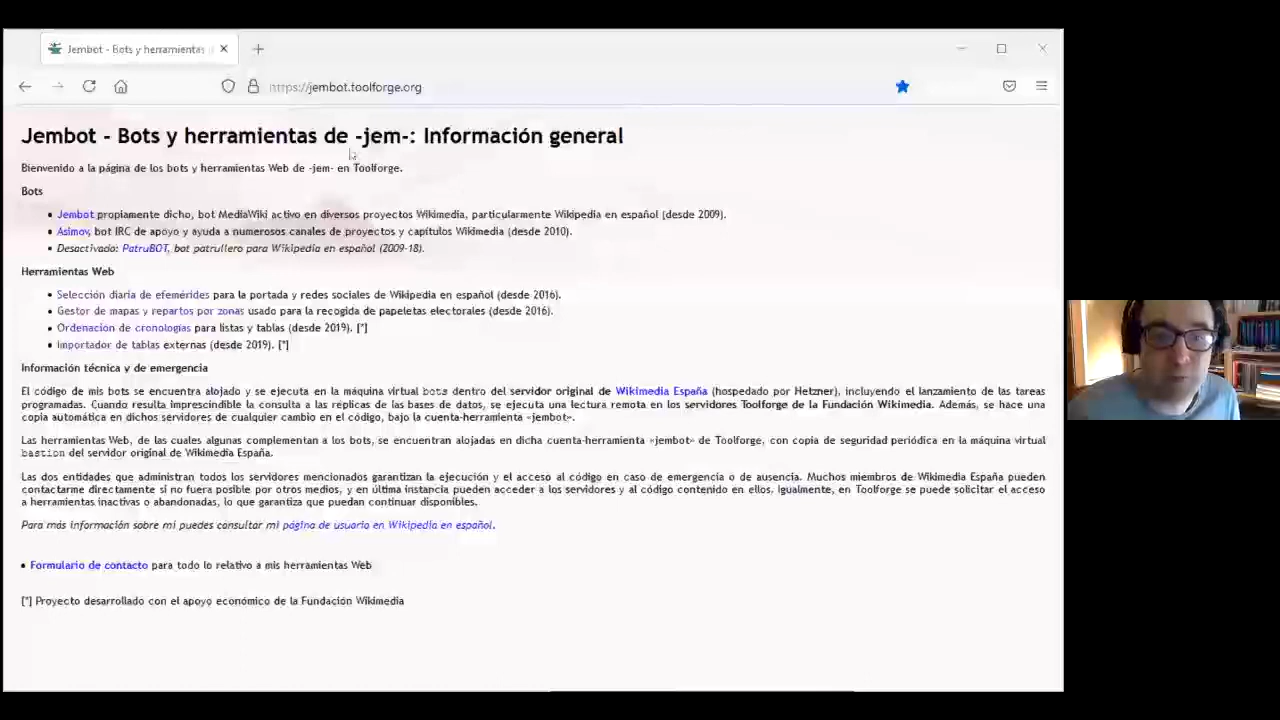 Jembot - Bots y herramientas
https://jembot.toolforge.org
Jembot - Bots y herramientas de -jem-: Información general
Bienvenido a la página de los bots y herramientas Web de -jem- en Toolforge.
Bots
• Jembot propiamente dicho, bot MediaWiki activo en diversos proyectos Wikimedia, particularmente Wikipedia en español (desde 2009).
• Asimov, bot IRC de apoyo y ayuda a numerosos canales de proyectos y capítulos Wikimedia (desde 2010).
• Desactivado: PatruBOT, bot patrullero para Wikipedia en español (2009-18).
Herramientas Web
• Selección diaria de efemérides para la portada y redes sociales de Wikipedia en español (desde 2016).
• Gestor de mapas y repartos por zonas usado para la recogida de papeletas electorales (desde 2016).
• Ordenación de cronologías para listas y tablas (desde 2019). [*]
• Importador de tablas externas (desde 2019). [*]
Información técnica y de emergencia
El código de mis bots se encuentra alojado y se ejecuta en la máquina virtual bots dentro del servidor original de Wikimedia España (hospedado por Hetzner), incluyendo el lanzamiento de las tareas
programadas. Cuando resulta imprescindible la consulta a las réplicas de las bases de datos, se ejecuta una lectura remota en los servidores Toolforge de la Fundación Wikimedia. Además, se hace una
copia automática en dichos servidores de cualquier cambio en el código, bajo la cuenta-herramienta «jembot».
Las herramientas Web, de las cuales algunas complementan a los bots, se encuentran alojadas en dicha cuenta-herramienta «jembot» de Toolforge, con copia de seguridad periódica en la máquina virtual
bastion del servidor original de Wikimedia España.
Las dos entidades que administran todos los servidores mencionados garantizan la ejecución y el acceso al código en caso de emergencia o de ausencia. Muchos miembros de Wikimedia España pueden
contactarme directamente si no fuera posible por otros medios, y en última instancia pueden acceder a los servidores y al código contenido en ellos. Igualmente, en Toolforge se puede solicitar el acceso
a herramientas inactivas o abandonadas, lo que garantiza que puedan continuar disponibles.
Para más información sobre mí puedes consultar mi página de usuario en Wikipedia en español.
• Formulario de contacto para todo lo relativo a mis herramientas Web
[*] Proyecto desarrollado con el apoyo económico de la Fundación Wikimedia